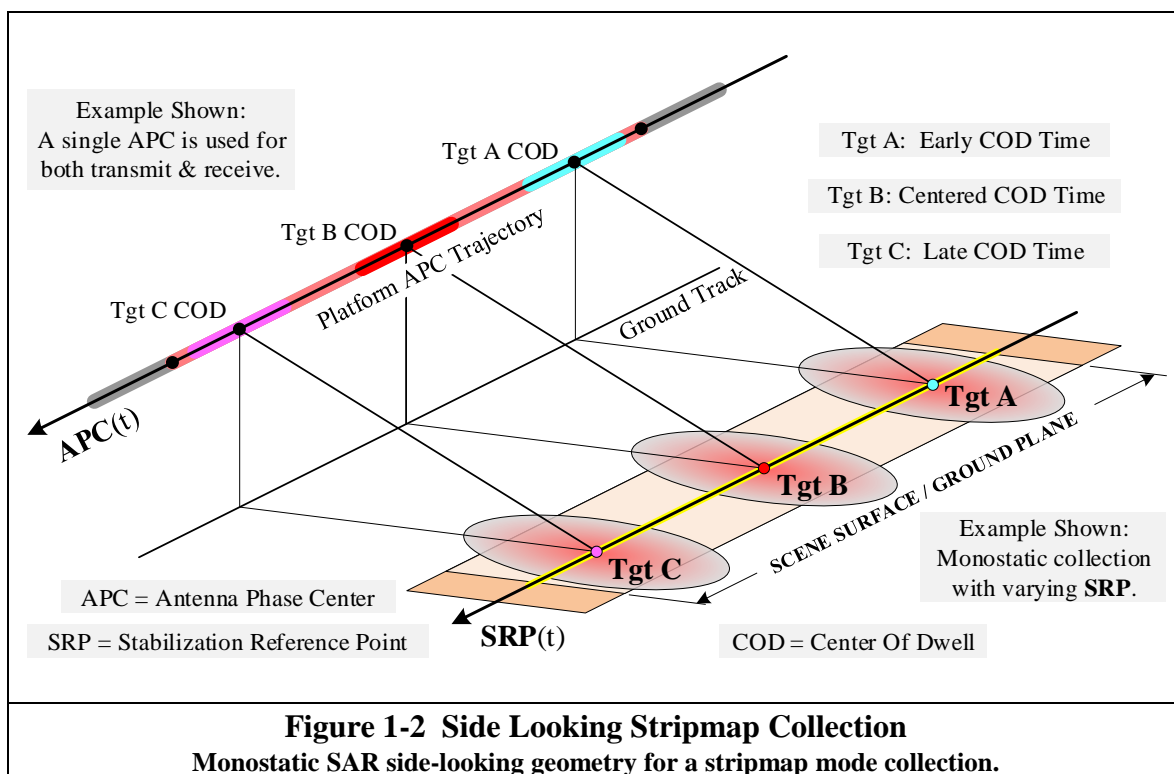 Example Shown:
A single APC is used for
both transmit & receive.
Tgt A COD
Tgt A:  Early COD Time
Tgt B: Centered COD Time
Tgt C:  Late COD Time
Tgt B COD
Platform APC Trajectory
Tgt C COD
Ground Track
APC(t)
Tgt A
Tgt B
Tgt C
SCENE SURFACE / GROUND PLANE
Example Shown:
Monostatic collection
with varying SRP.
APC = Antenna Phase Center
SRP = Stabilization Reference Point
SRP(t)
COD = Center Of Dwell
Figure 1-2  Side Looking Stripmap Collection
Monostatic SAR side-looking geometry for a stripmap mode collection.